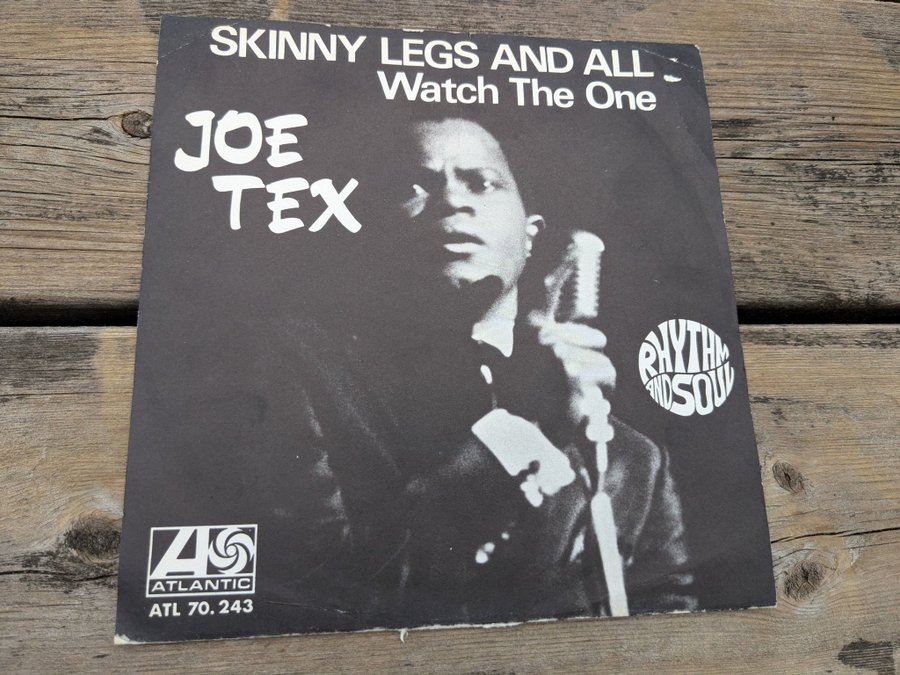 SKINNY LEGS AND ALL
Watch The One
JOE
TEX
RHYTHM
AND SOUL
ATLANTIC
ATL 70.243